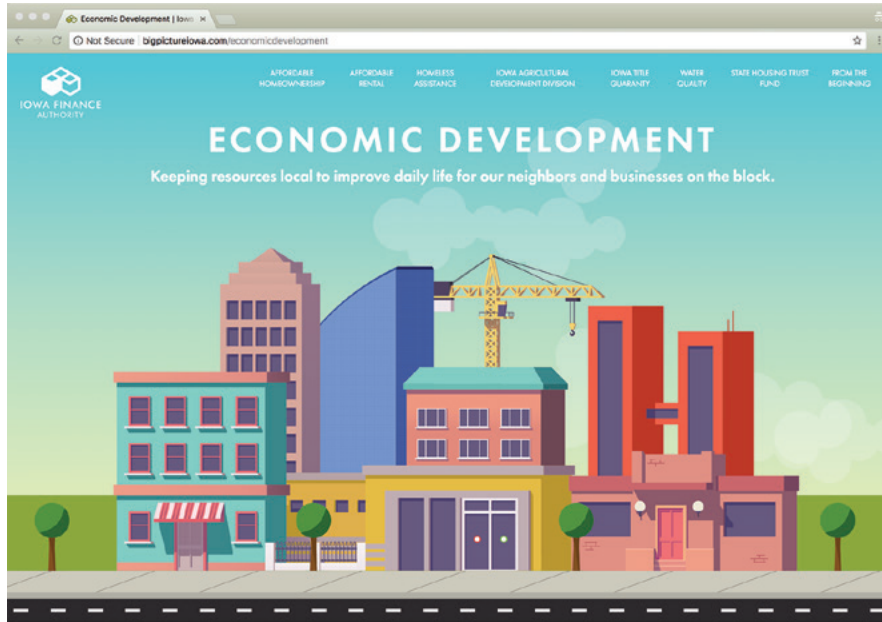 Economic Development | Iowa
Not Secure | bigpictureiowa.com/economicdevelopment
IOWA FINANCE
AUTHORITY
AFFORDABLE
HOMEOWNERSHIP
AFFORDABLE
RENTAL
HOMELESS
ASSISTANCE
IOWA AGRICULTURAL
DEVELOPMENT DIVISION
IOWA TITLE
GUARANTY
WATER
QUALITY
STATE HOUSING TRUST
FUND
FROM THE
BEGINNING
ECONOMIC DEVELOPMENT
Keeping resources local to improve daily life for our neighbors and businesses on the block.